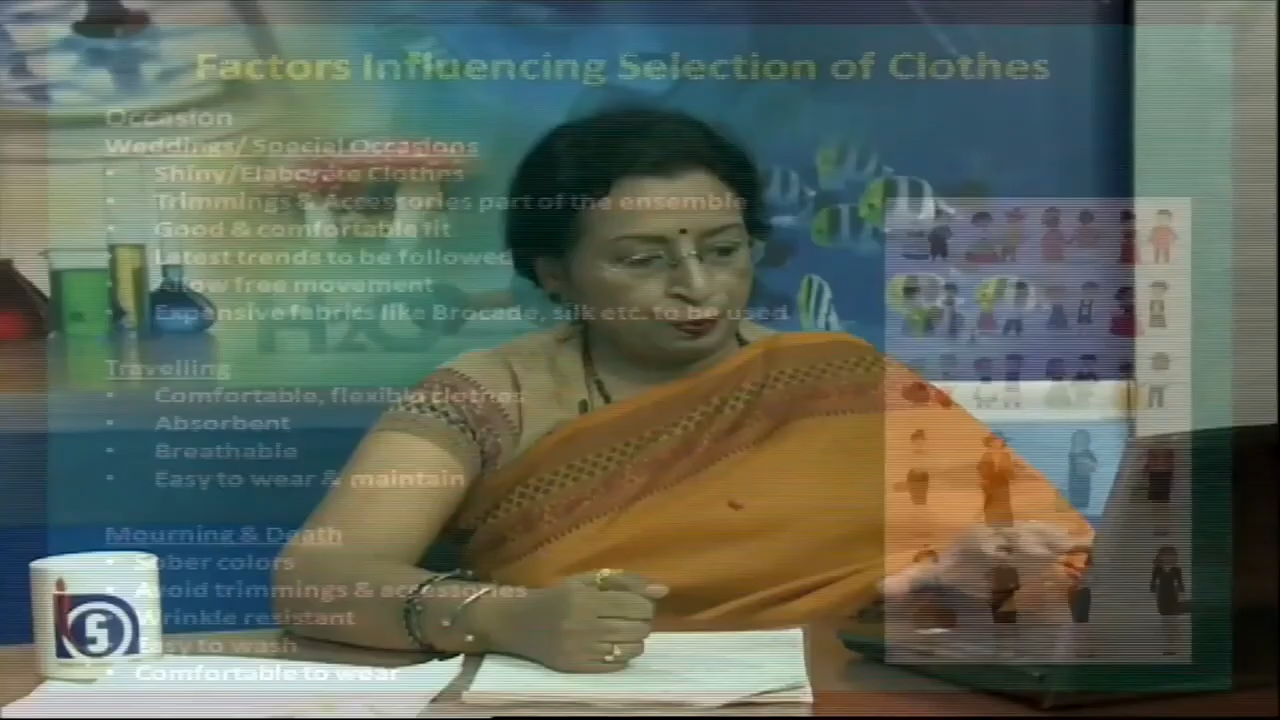 Factors Influencing Selection of Clothes
Occasion
Weddings/ Special Occasions
• Shiny/Elaborate Clothes
• Trimmings & Accessories part of the ensemble
• Good & comfortable fit
• Latest trends to be followed
• Allow free movement
• Expensive fabrics like Brocade, silk etc. to be used
H2O
Travelling
• Comfortable, flexible clothes
• Absorbent
• Breathable
• Easy to wear & maintain
Mourning & Death
• Sober colors
• Avoid trimmings & accessories
• Wrinkle resistant
• Easy to wash
• Comfortable to wear
S